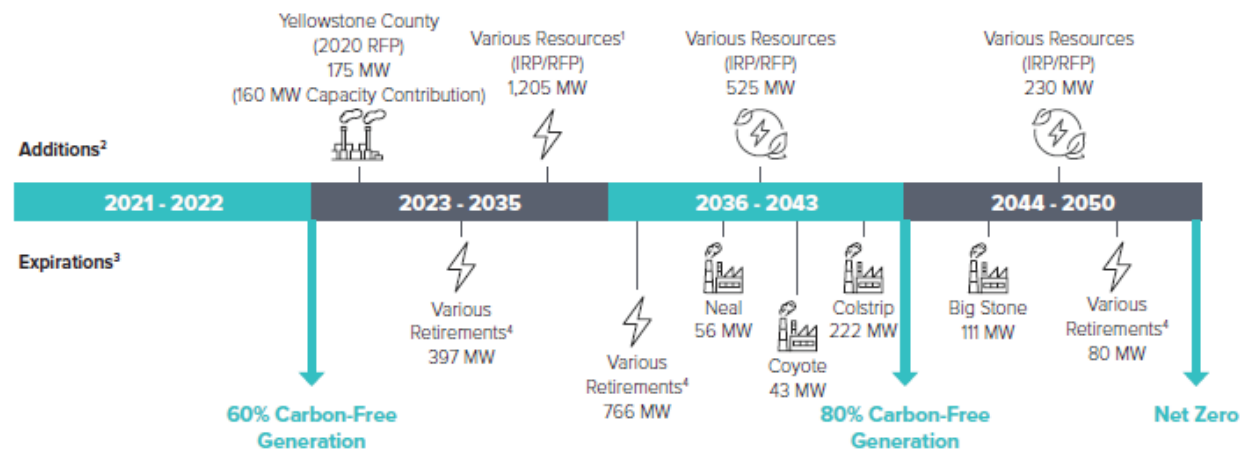 Yellowstone County
(2020 RFP)
175 MW
(160 MW Capacity Contribution)
Various Resources¹
(IRP/RFP)
1,205 MW
Various Resources
(IRP/RFP)
525 MW
Various Resources
(IRP/RFP)
230 MW
Additions²
2021 - 2022
2023 - 2035
2036 - 2043
2044 - 2050
Expirations³
Various
Retirements⁴
397 MW
Various
Retirements⁴
766 MW
Neal
56 MW
Coyote
43 MW
Colstrip
222 MW
Big Stone
111 MW
Various
Retirements⁴
80 MW
60% Carbon-Free
Generation
80% Carbon-Free
Generation
Net Zero